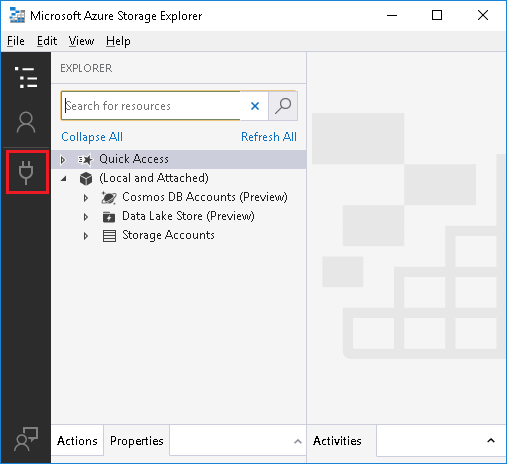 Microsoft Azure Storage Explorer
File Edit View Help
EXPLORER
Search for resources
Collapse All Refresh All
Quick Access
(Local and Attached)
Cosmos DB Accounts (Preview)
Data Lake Store (Preview)
Storage Accounts
Actions Properties Activities